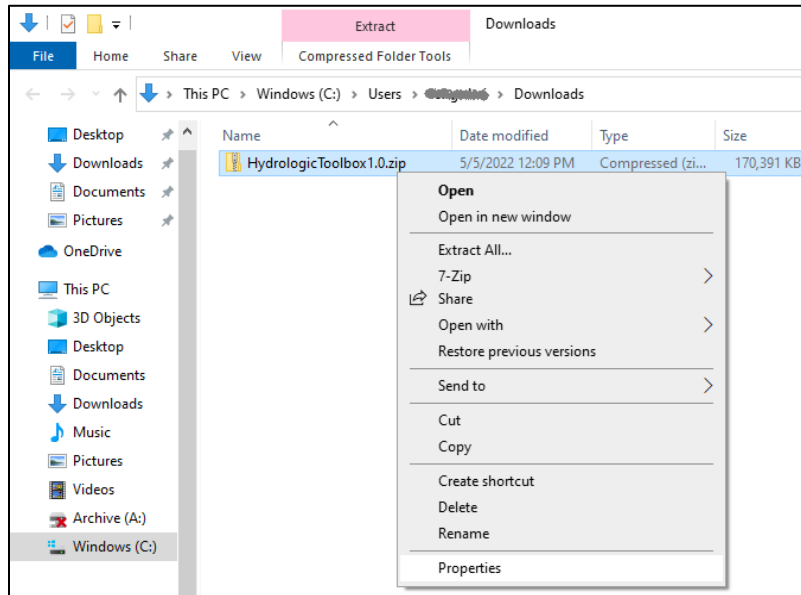 Extract
Downloads
File
Home
Share
View
Compressed Folder Tools
This PC > Windows (C:) > Users > > Downloads
Name
Date modified
Type
Size
HydrologicToolbox1.0.zip
5/5/2022 12:09 PM
Compressed (zi...
170,391 KB
Desktop
Downloads
Documents
Pictures
OneDrive
This PC
3D Objects
Desktop
Documents
Downloads
Music
Pictures
Videos
Archive (A:)
Windows (C:)
Open
Open in new window
Extract All...
7-Zip
Share
Open with
Restore previous versions
Send to
Cut
Copy
Create shortcut
Delete
Rename
Properties